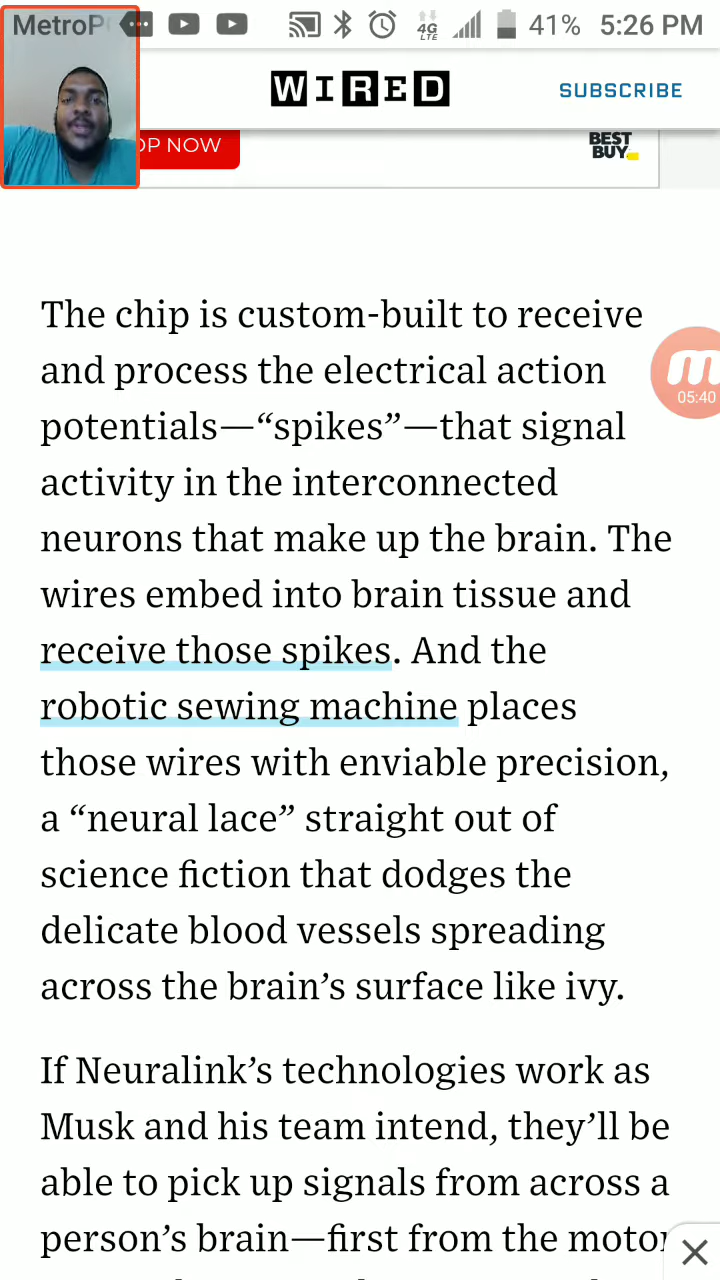 MetroP
4G
LTE
41%
5:26 PM
WIRED
SUBSCRIBE
OP NOW
BEST
BUY
The chip is custom-built to receive
and process the electrical action
potentials—“spikes”—that signal
activity in the interconnected
neurons that make up the brain. The
wires embed into brain tissue and
receive those spikes. And the
robotic sewing machine places
those wires with enviable precision,
a “neural lace” straight out of
science fiction that dodges the
delicate blood vessels spreading
across the brain’s surface like ivy.
m
05:40
If Neuralink’s technologies work as
Musk and his team intend, they’ll be
able to pick up signals from across a
person’s brain—first from the motor